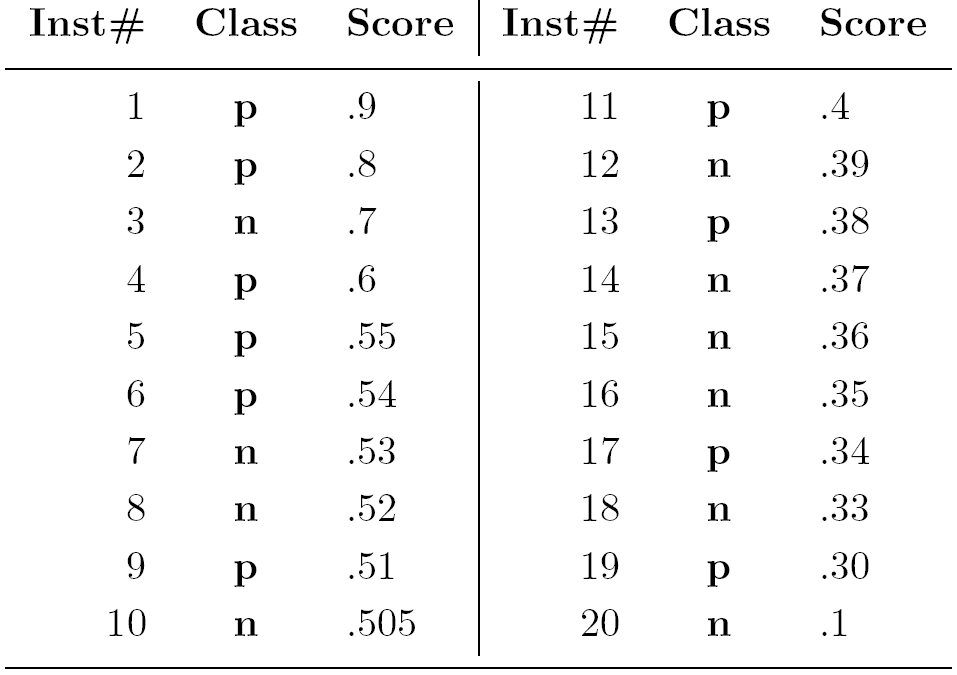 Inst# Class Score Inst# Class Score
1 p .9 11 p .4
2 p .8 12 n .39
3 n .7 13 p .38
4 p .6 14 n .37
5 p .55 15 n .36
6 p .54 16 n .35
7 n .53 17 p .34
8 n .52 18 n .33
9 p .51 19 p .30
10 n .505 20 n .1